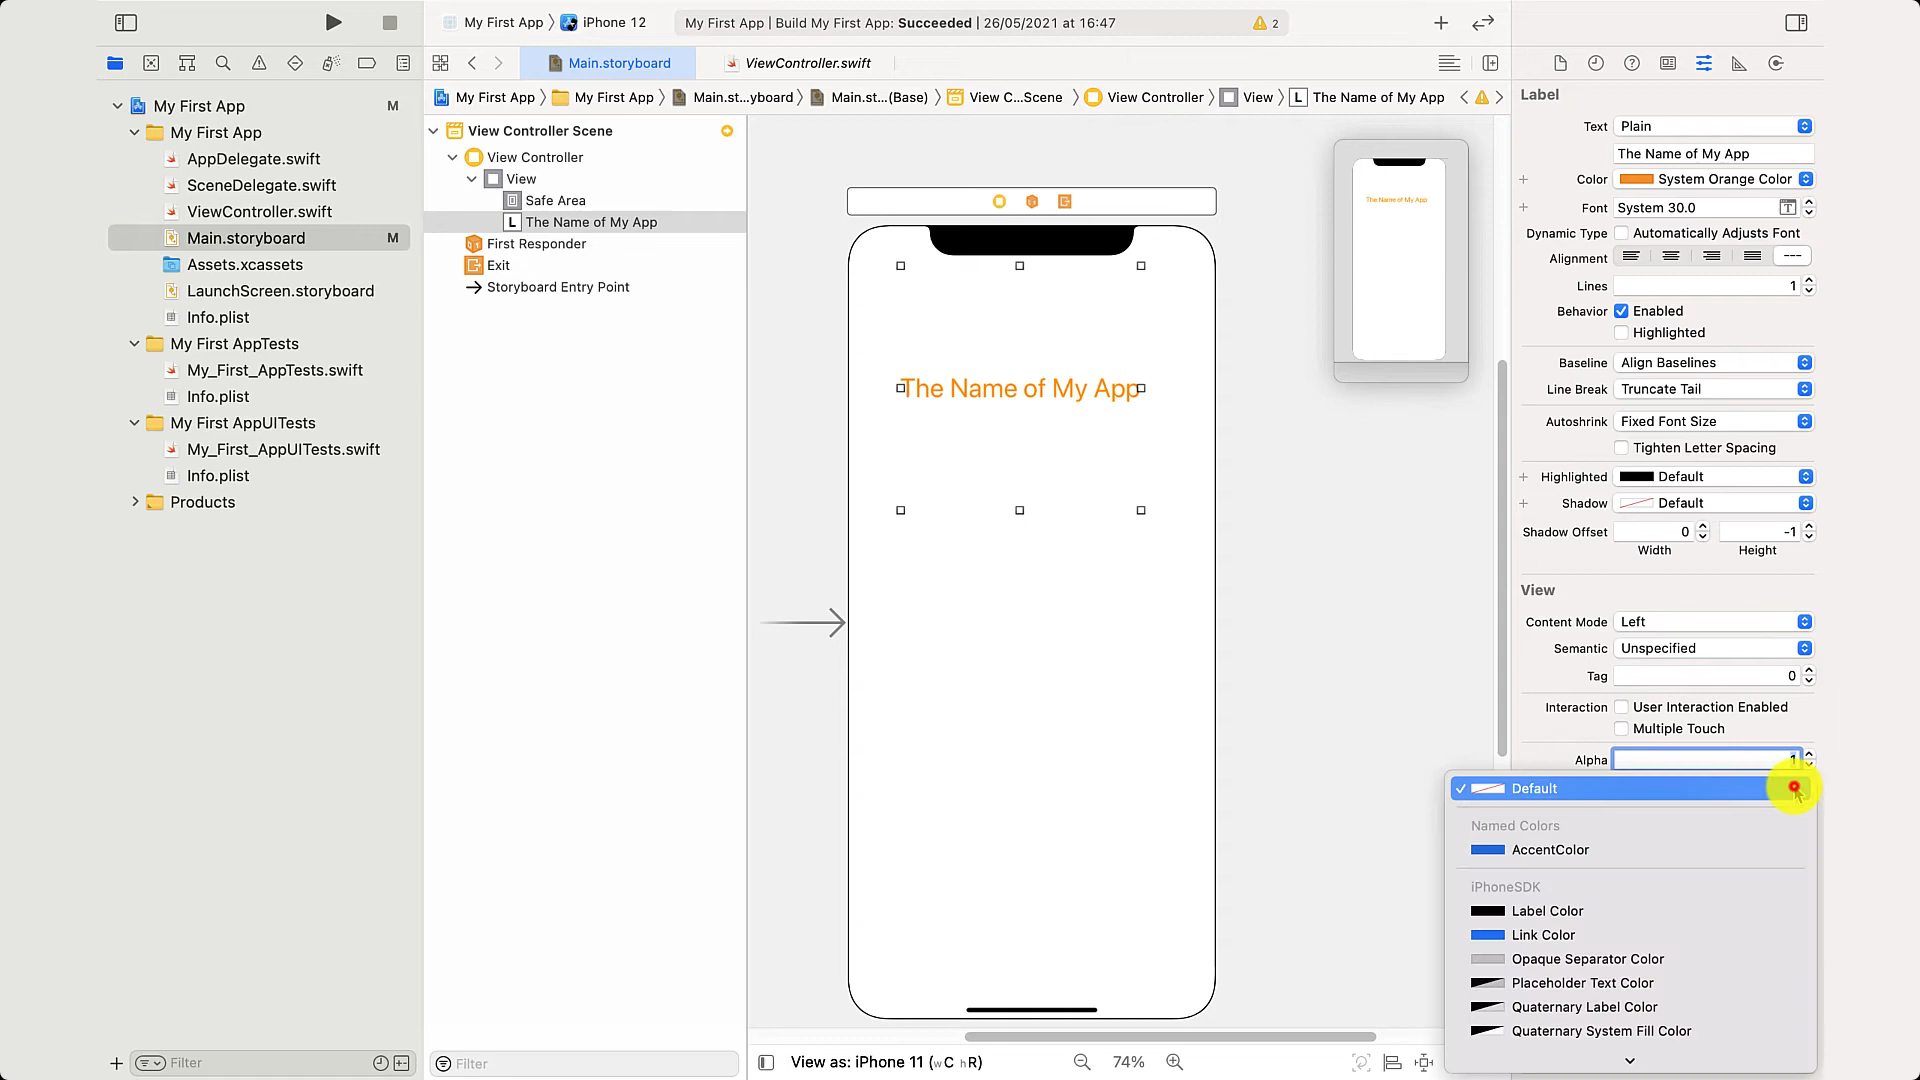 My First App
iPhone 12
My First App | Build My First App: Succeeded | 26/05/2021 at 16:47
2
Main.storyboard
ViewController.swift
My First App
My First App
Main.st...yboard
Main.st...(Base)
View C...Scene
View Controller
View
L
The Name of My App
My First App
M
My First App
AppDelegate.swift
SceneDelegate.swift
ViewController.swift
Main.storyboard
M
Assets.xcassets
LaunchScreen.storyboard
Info.plist
My First AppTests
My_First_AppTests.swift
Info.plist
My First AppUITests
My_First_AppUITests.swift
Info.plist
Products
Filter
View Controller Scene
View Controller
View
Safe Area
L
The Name of My App
First Responder
Exit
Storyboard Entry Point
Filter
The Name of My App
The Name of My App
View as: iPhone 11 (wC hR)
74%
Label
Text
Plain
The Name of My App
Color
System Orange Color
Font
System 30.0
Dynamic Type
Automatically Adjusts Font
Alignment
Lines
1
Behavior
Enabled
Highlighted
Baseline
Align Baselines
Line Break
Truncate Tail
Autoshrink
Fixed Font Size
Tighten Letter Spacing
Highlighted
Default
Shadow
Default
Shadow Offset
0
-1
Width
Height
View
Content Mode
Left
Semantic
Unspecified
Tag
0
Interaction
User Interaction Enabled
Multiple Touch
Alpha
1
Default
Named Colors
AccentColor
iPhoneSDK
Label Color
Link Color
Opaque Separator Color
Placeholder Text Color
Quaternary Label Color
Quaternary System Fill Color